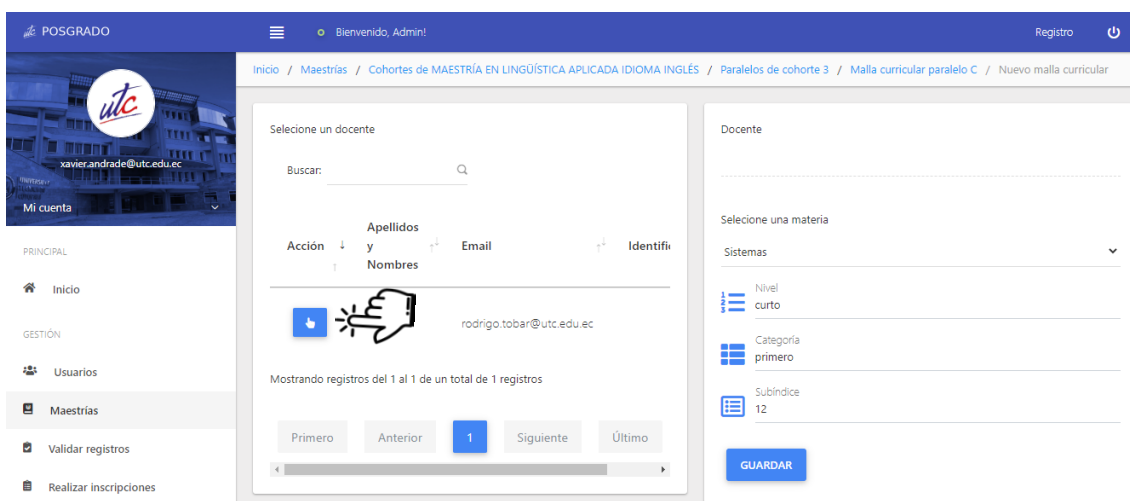 utc POSGRADO
Bienvenido, Admin!
Registro
Inicio / Maestrías / Cohortes de MAESTRÍA EN LINGÜÍSTICA APLICADA IDIOMA INGLÉS / Paralelos de cohorte 3 / Malla curricular paralelo C / Nuevo malla curricular
utc
xavier.andrade@utc.edu.ec
Mi cuenta
PRINCIPAL
Inicio
GESTIÓN
Usuarios
Maestrías
Validar registros
Realizar inscripciones
Selecione un docente
Buscar:
Acción
Apellidos
y
Nombres
Email
Identific
rodrigo.tobar@utc.edu.ec
Mostrando registros del 1 al 1 de un total de 1 registros
Primero Anterior 1 Siguiente Último
Docente
Selecione una materia
Sistemas
Nivel
curto
Categoría
primero
Subíndice
12
GUARDAR